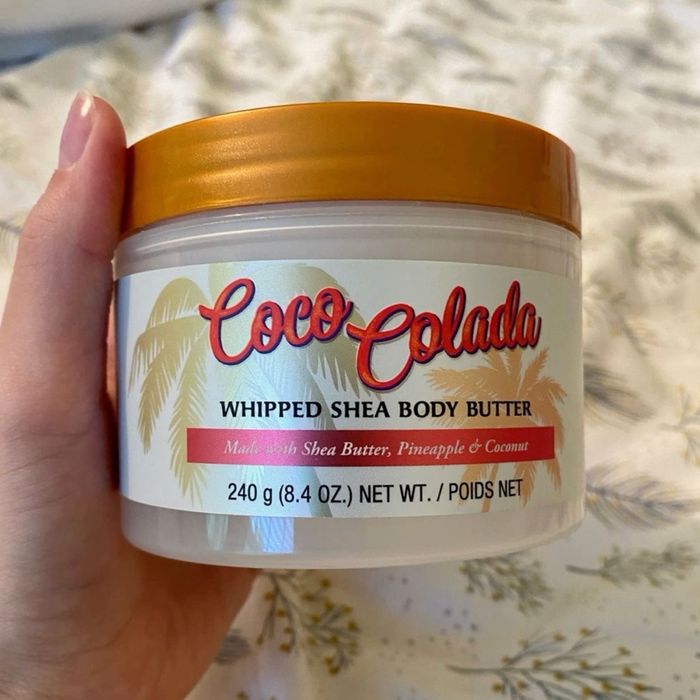 Coco Colada
WHIPPED SHEA BODY BUTTER
Made with Shea Butter, Pineapple & Coconut
240 g (8.4 OZ.) NET WT. / POIDS NET